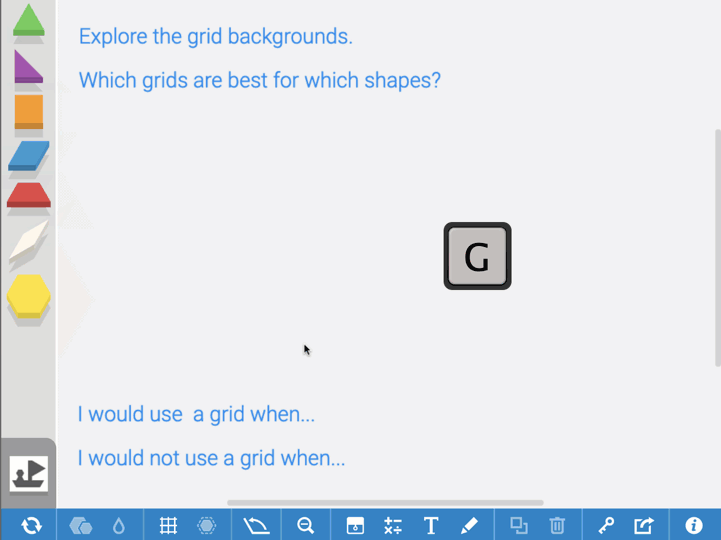 Explore the grid backgrounds.
Which grids are best for which shapes?
G
I would use  a grid when...
I would not use a grid when...
T